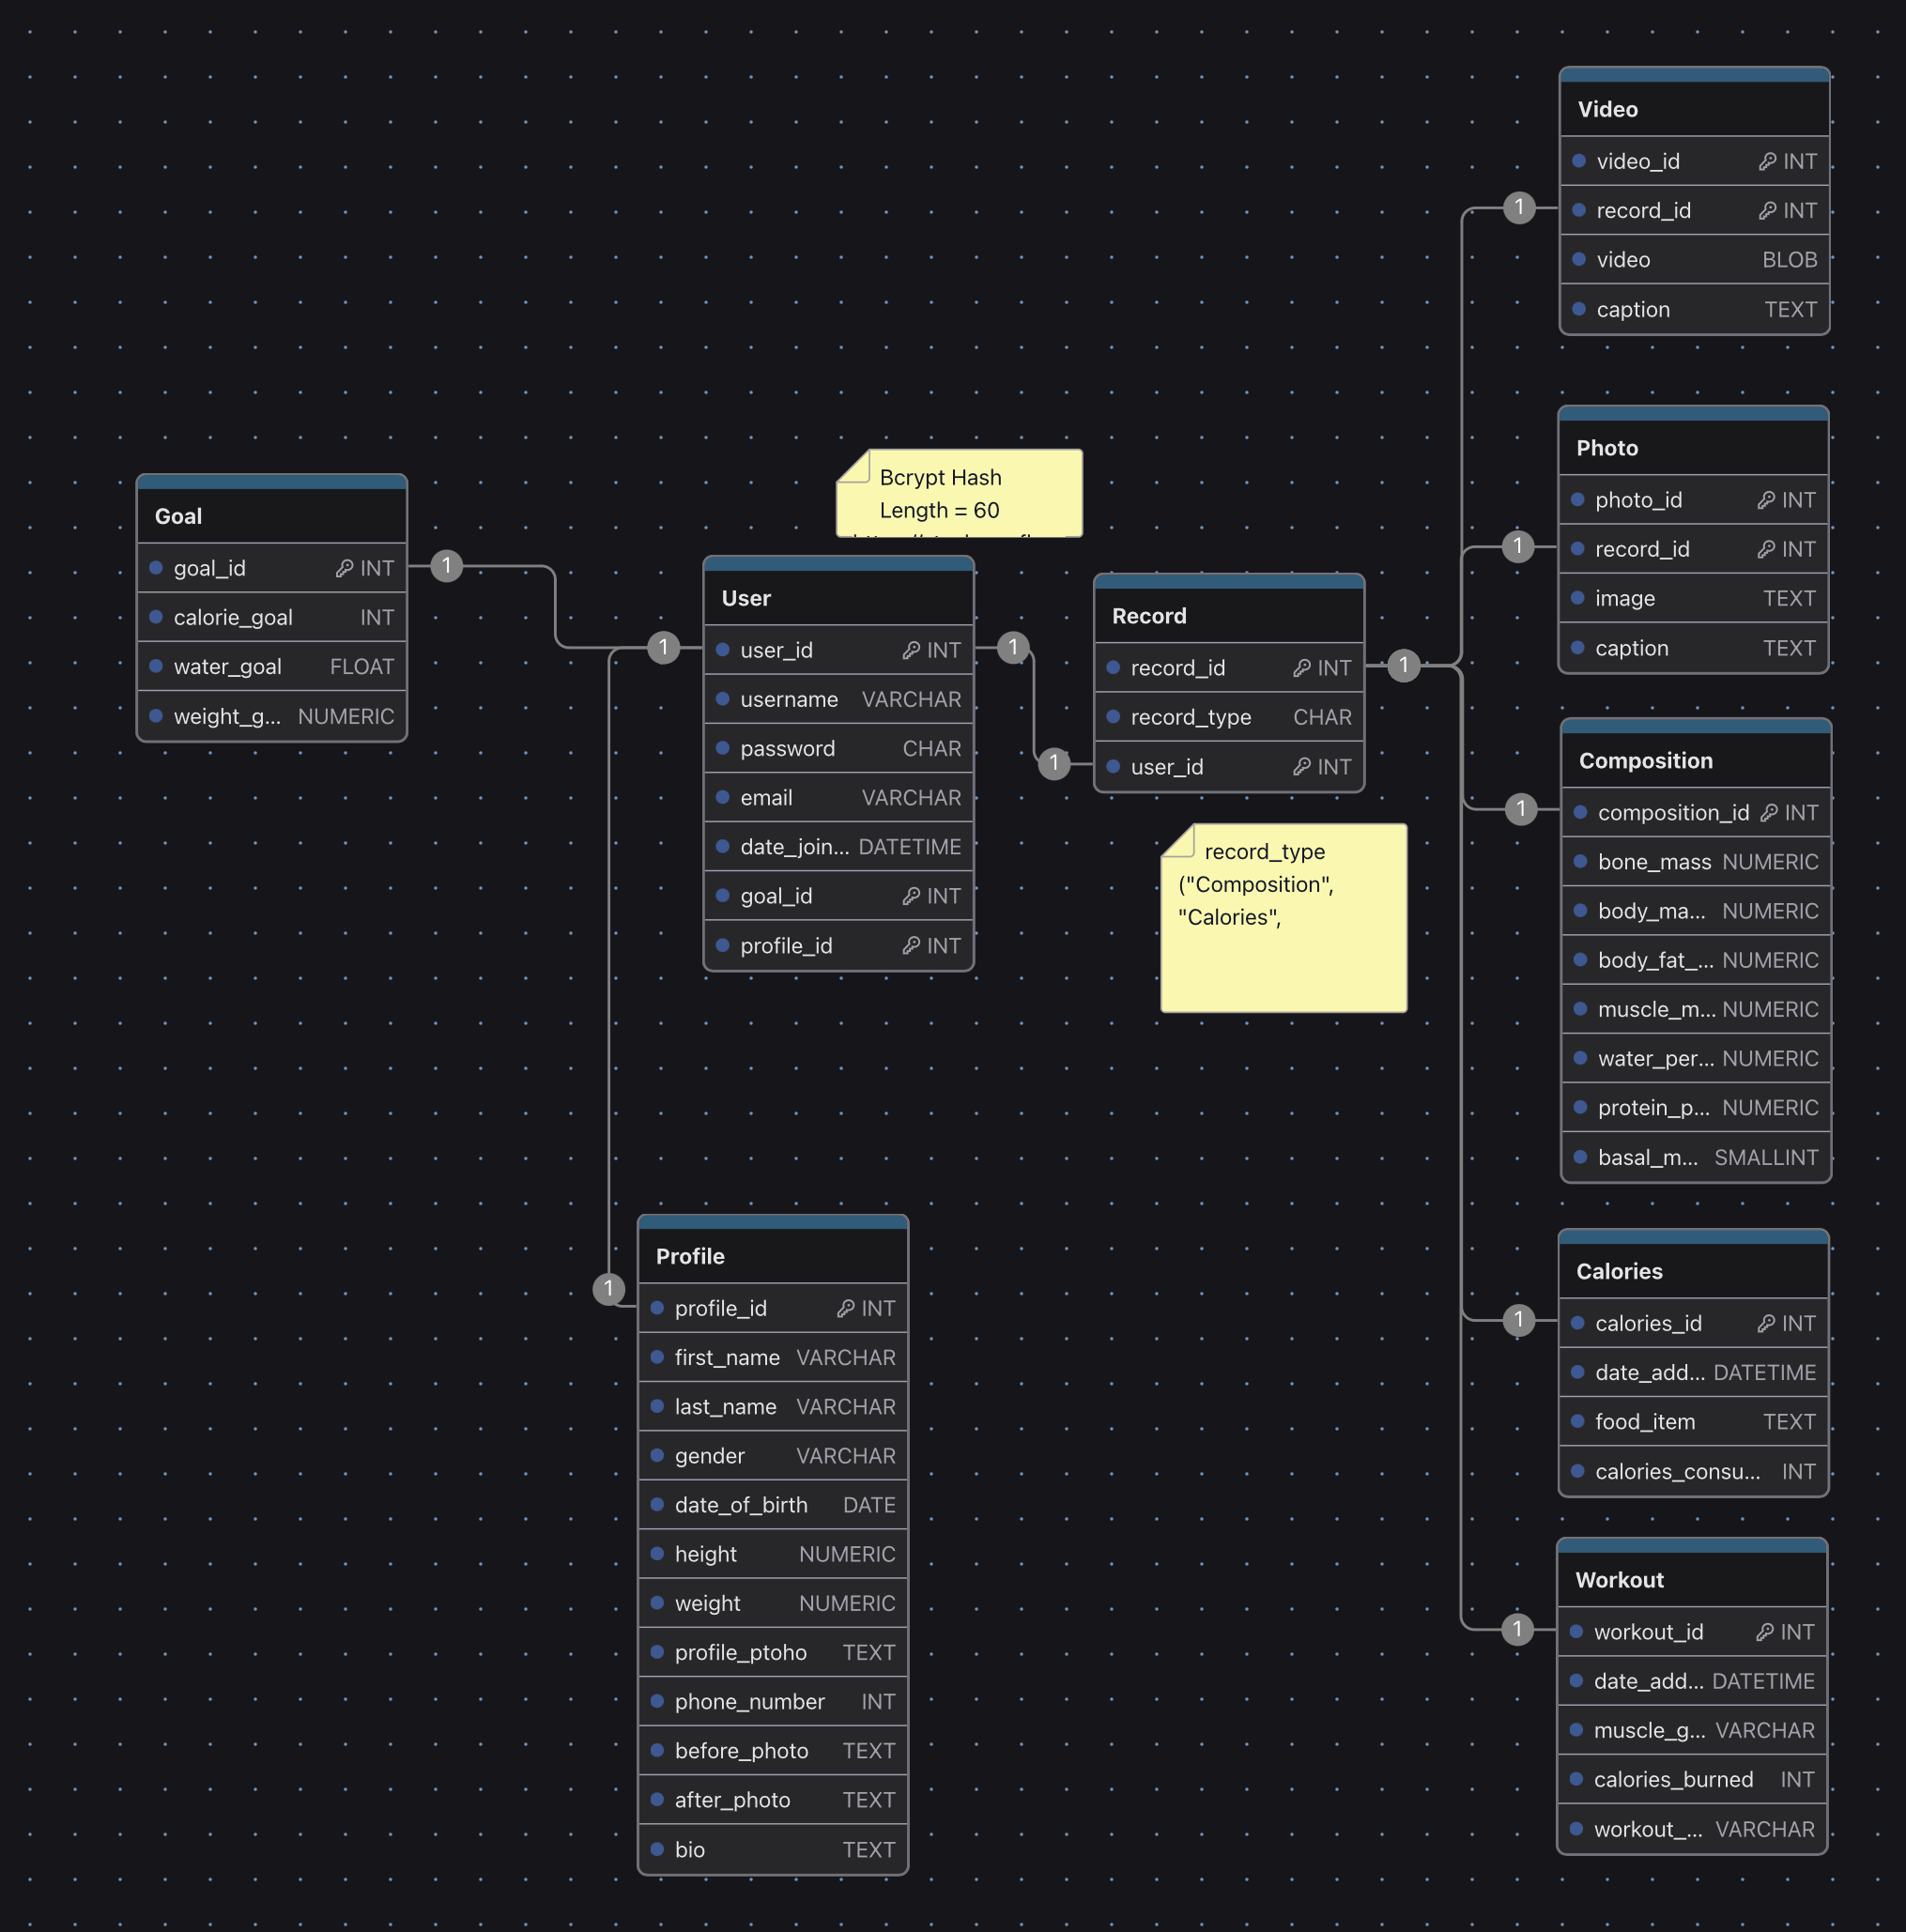 Video
video_id INT
record_id INT
video BLOB
caption TEXT
Photo
photo_id INT
record_id INT
image TEXT
caption TEXT
Bcrypt Hash
Length = 60
Goal
goal_id INT
calorie_goal INT
water_goal FLOAT
weight_g... NUMERIC
1
1
User
user_id INT
username VARCHAR
password CHAR
email VARCHAR
date_join... DATETIME
goal_id INT
profile_id INT
1
1
Record
record_id INT
record_type CHAR
user_id INT
1
1
1
record_type
("Composition",
"Calories",
Composition
composition_id INT
bone_mass NUMERIC
body_ma... NUMERIC
body_fat_... NUMERIC
muscle_m... NUMERIC
water_per... NUMERIC
protein_p... NUMERIC
basal_m... SMALLINT
1
Profile
profile_id INT
first_name VARCHAR
last_name VARCHAR
gender VARCHAR
date_of_birth DATE
height NUMERIC
weight NUMERIC
profile_ptoho TEXT
phone_number INT
before_photo TEXT
after_photo TEXT
bio TEXT
1
Calories
calories_id INT
date_add... DATETIME
food_item TEXT
calories_consu... INT
1
Workout
workout_id INT
date_add... DATETIME
muscle_g... VARCHAR
calories_burned INT
workout_... VARCHAR
1